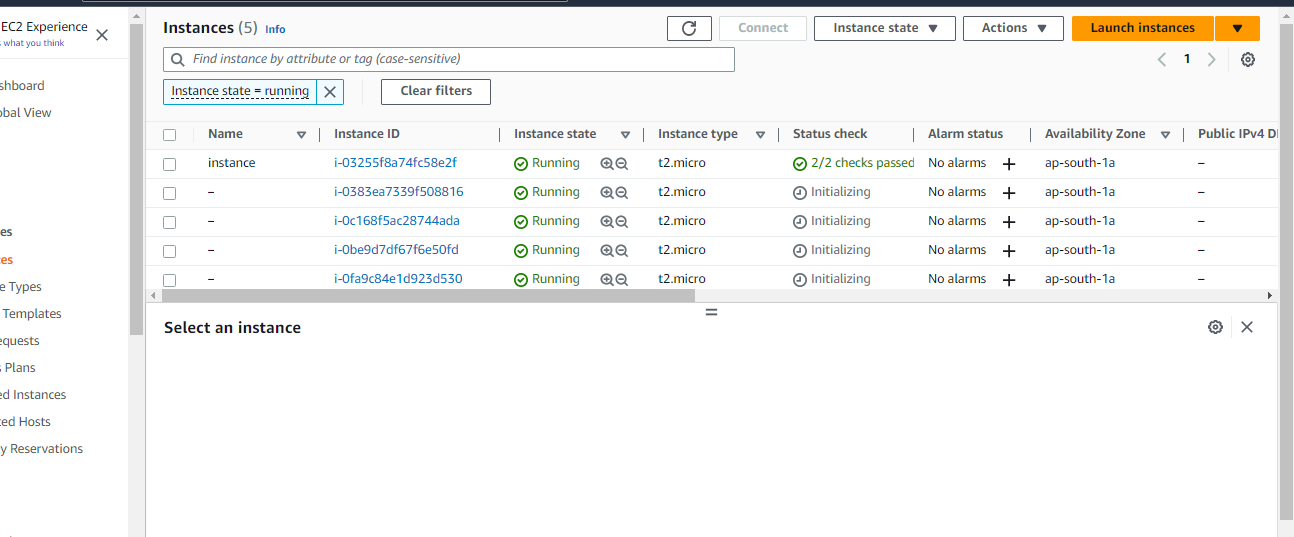 EC2 Experience
s what you think
shboard
obal View
es
ces
e Types
Templates
equests
s Plans
ed Instances
ted Hosts
y Reservations
Instances (5) Info
Connect
Instance state
Actions
Launch instances
Find instance by attribute or tag (case-sensitive)
1
Instance state = running
Clear filters
Name Instance ID Instance state Instance type Status check Alarm status Availability Zone Public IPv4 D
instance i-03255f8a74fc58e2f Running t2.micro 2/2 checks passed No alarms + ap-south-1a –
– i-0383ea7339f508816 Running t2.micro Initializing No alarms + ap-south-1a –
– i-0c168f5ac28744ada Running t2.micro Initializing No alarms + ap-south-1a –
– i-0be9d7df67f6e50fd Running t2.micro Initializing No alarms + ap-south-1a –
– i-0fa9c84e1d923d530 Running t2.micro Initializing No alarms + ap-south-1a –
Select an instance